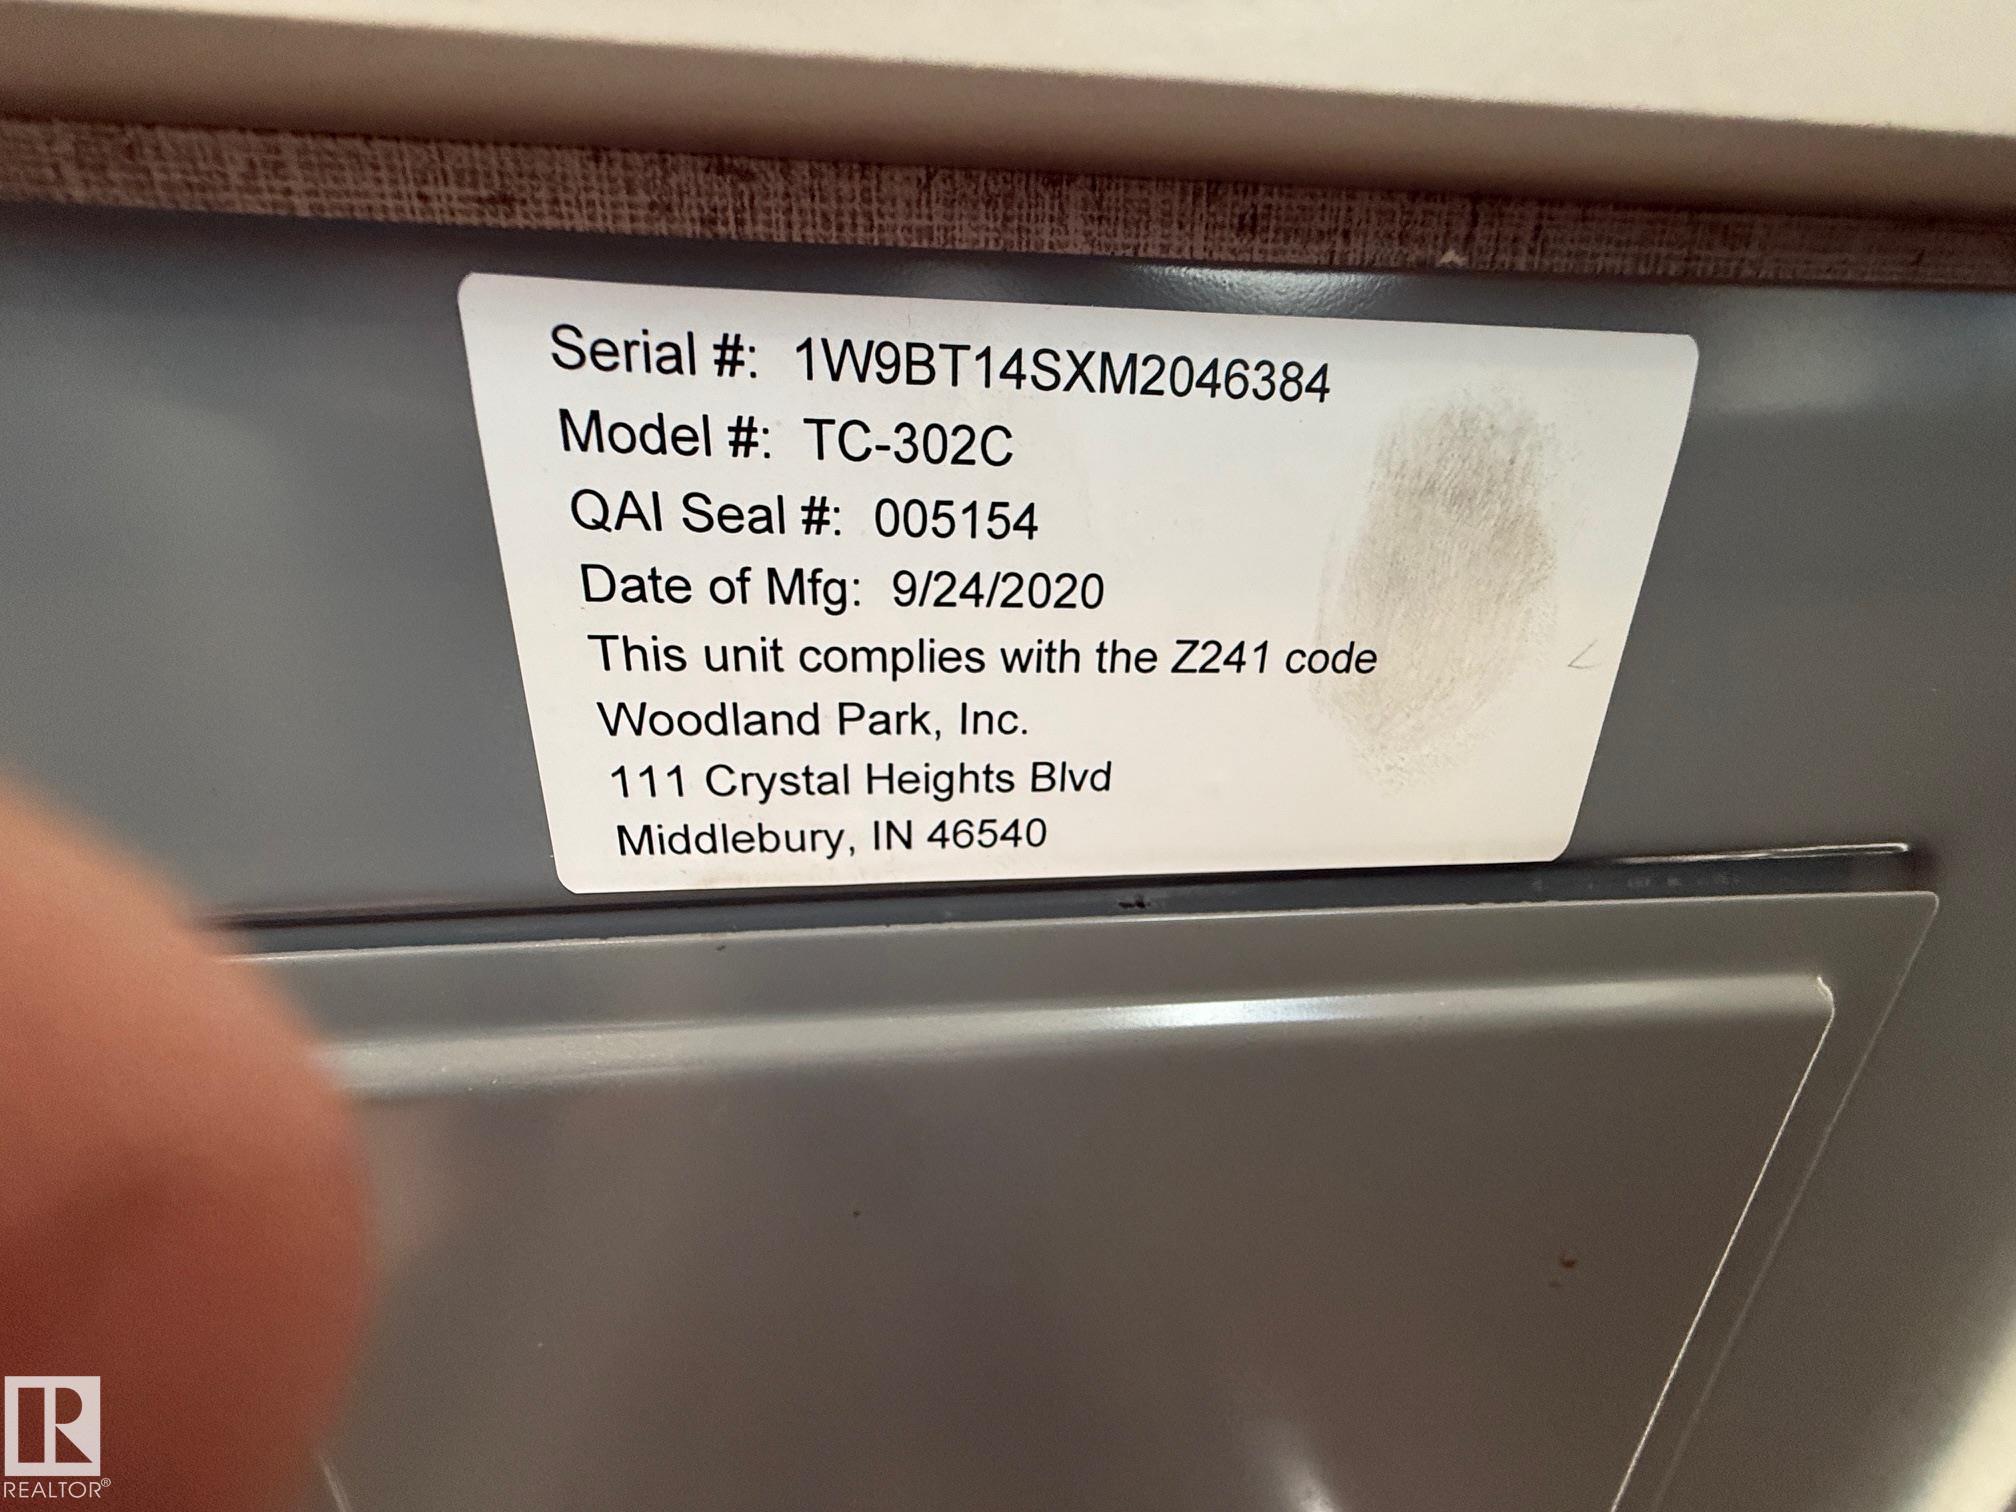 Serial #: 1W9BT14SXM2046384
Model #: TC-302C
QAI Seal #: 005154
Date of Mfg: 9/24/2020
This unit complies with the Z241 code
Woodland Park, Inc.
111 Crystal Heights Blvd
Middlebury, IN 46540
R
REALTOR®